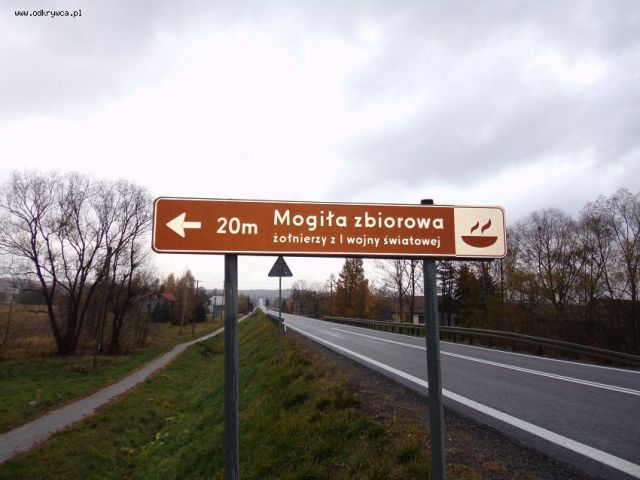 www.odkrywca.pl
20m
Mogiła zbiorowa
żołnierzy z I wojny światowej